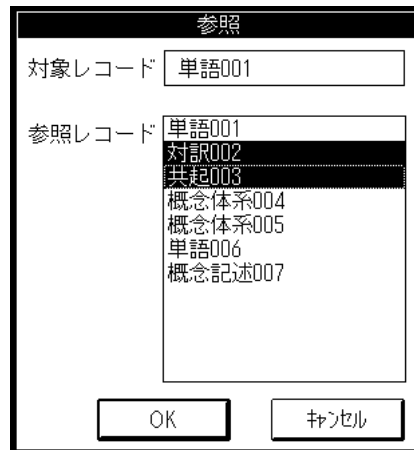 参照
対象レコード 単語001
参照レコード 単語001
対訳002
共起003
概念体系004
概念体系005
単語006
概念記述007
OK ｷｬﾝｾﾙ